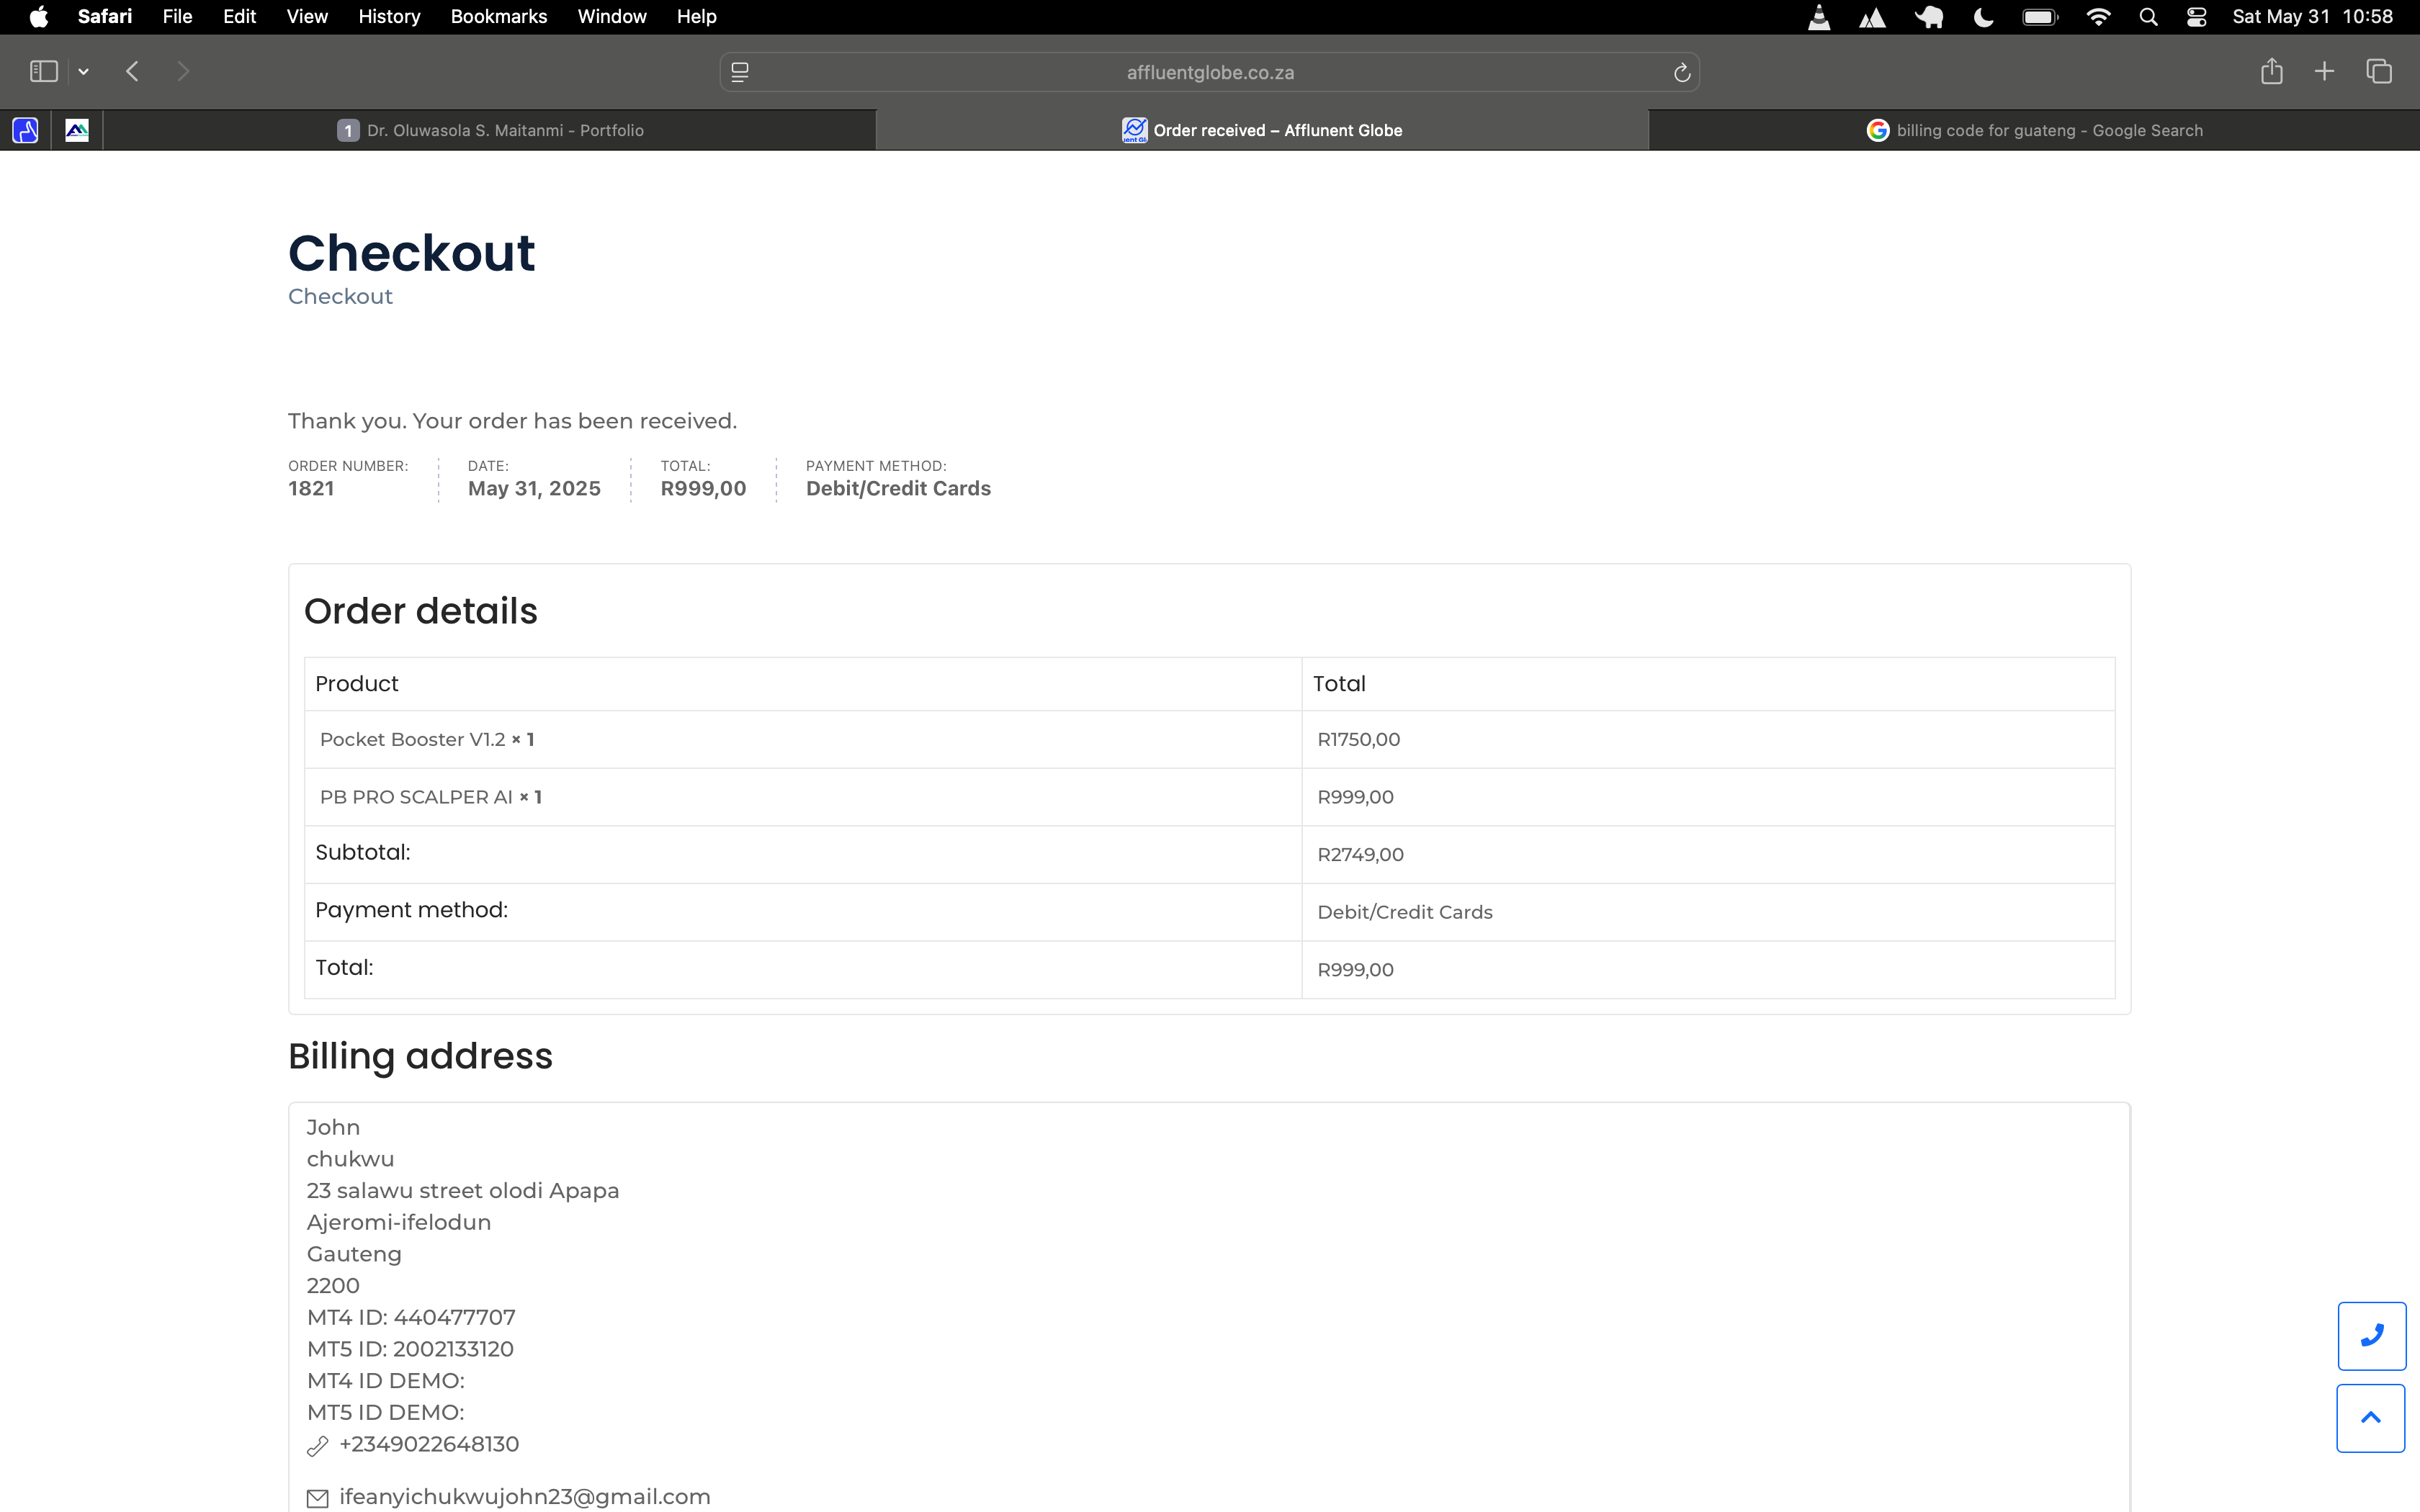 Safari File Edit View History Bookmarks Window Help Sat May 31 10:58
affluentglobe.co.za
1 Dr. Oluwasola S. Maitanmi - Portfolio
Order received – Afflunent Globe
billing code for guateng - Google Search
Checkout
Checkout
Thank you. Your order has been received.
ORDER NUMBER: DATE: TOTAL: PAYMENT METHOD:
1821 May 31, 2025 R999,00 Debit/Credit Cards
Order details
Product Total
Pocket Booster V1.2 × 1 R1750,00
PB PRO SCALPER AI × 1 R999,00
Subtotal: R2749,00
Payment method: Debit/Credit Cards
Total: R999,00
Billing address
John
chukwu
23 salawu street olodi Apapa
Ajeromi-ifelodun
Gauteng
2200
MT4 ID: 440477707
MT5 ID: 2002133120
MT4 ID DEMO:
MT5 ID DEMO:
+2349022648130
ifeanyichukwujohn23@gmail.com